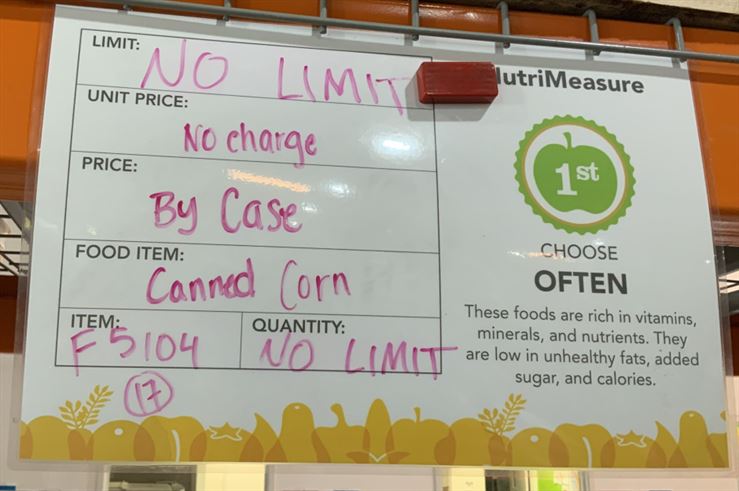 LIMIT:
NO LIMIT
UNIT PRICE:
No charge
PRICE:
By Case
FOOD ITEM:
Canned Corn
ITEM:
F5104
17
QUANTITY:
NO LIMIT
utriMeasure
1st
CHOOSE
OFTEN
These foods are rich in vitamins,
minerals, and nutrients. They
are low in unhealthy fats, added
sugar, and calories.